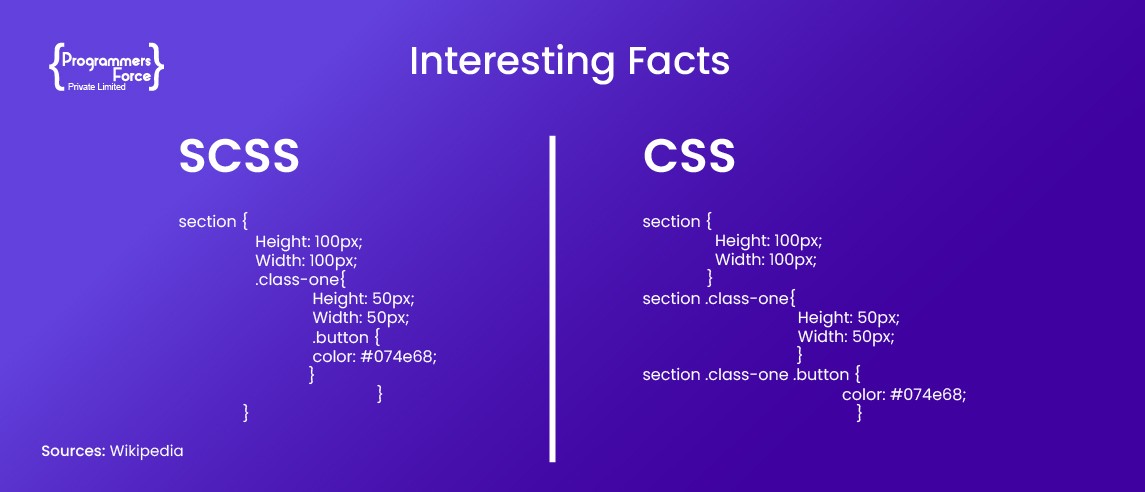 {Programmers
Force}
Private Limited
Interesting Facts
SCSS
section {
Height: 100px;
Width: 100px;
.class-one{
Height: 50px;
Width: 50px;
.button {
color: #074e68;
}
}
}
CSS
section {
Height: 100px;
Width: 100px;
}
section .class-one{
Height: 50px;
Width: 50px;
}
section .class-one .button {
color: #074e68;
}
Sources: Wikipedia